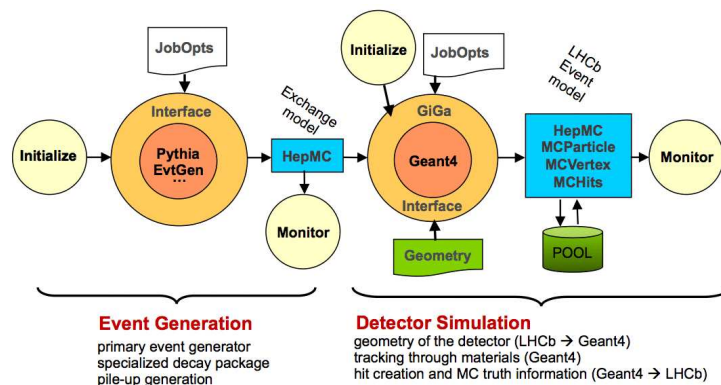 JobOpts
Interface
Initialize
Pythia
EvtGen
...
Exchange
model
HepMC
Monitor
Initialize
JobOpts
GiGa
Geant4
Interface
Geometry
LHCb
Event
model
HepMC
MCParticle
MCVertex
MCHits
Monitor
POOL
Event Generation
primary event generator
specialized decay package
pile-up generation
Detector Simulation
geometry of the detector (LHCb → Geant4)
tracking through materials (Geant4)
hit creation and MC truth information (Geant4 → LHCb)